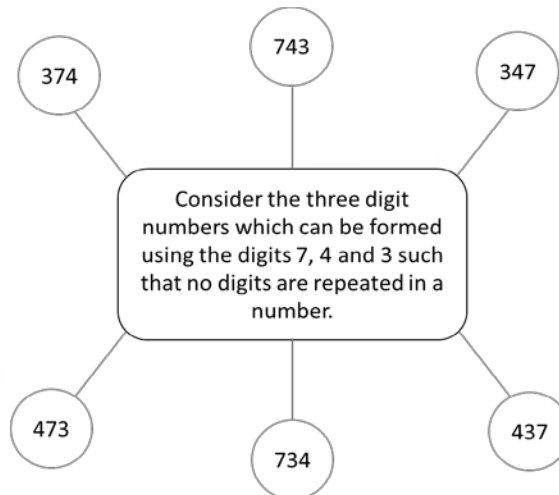 374
743
347
Consider the three digit
numbers which can be formed
using the digits 7, 4 and 3 such
that no digits are repeated in a
number.
473
734
437